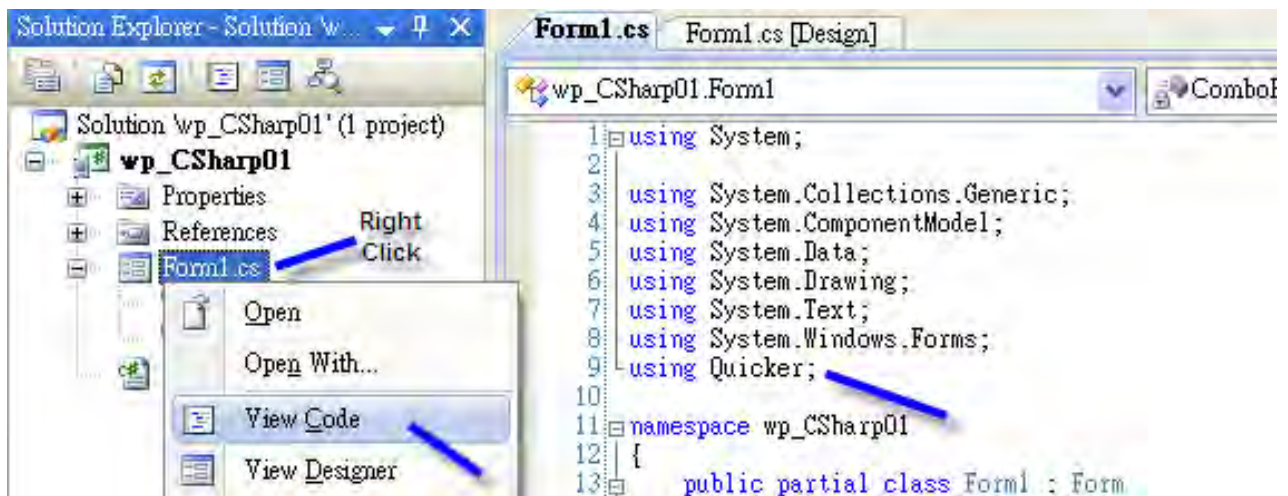 Solution Explorer - Solution 'w...
Solution 'wp_CSharp01' (1 project)
wp_CSharp01
Properties
References
Form1.cs
Right
Click
Open
Open With...
View Code
View Designer
Form1.cs
Form1.cs [Design]
wp_CSharp01.Form1
1 using System;
2
3 using System.Collections.Generic;
4 using System.ComponentModel;
5 using System.Data;
6 using System.Drawing;
7 using System.Text;
8 using System.Windows.Forms;
9 using Quicker;
10
11 namespace wp_CSharp01
12 {
13 public partial class Form1 : Form